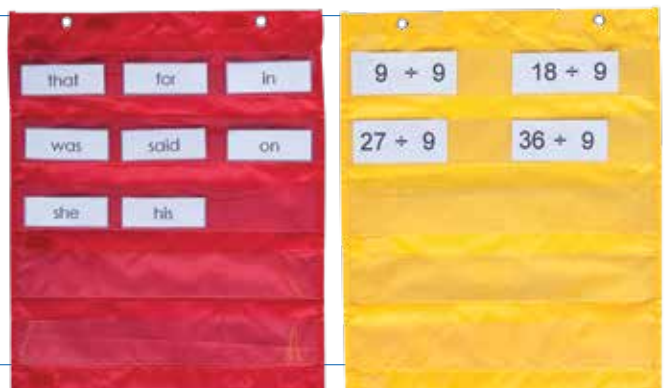 that for in
was said on
she his
9 ÷ 9 18 ÷ 9
27 ÷ 9 36 ÷ 9